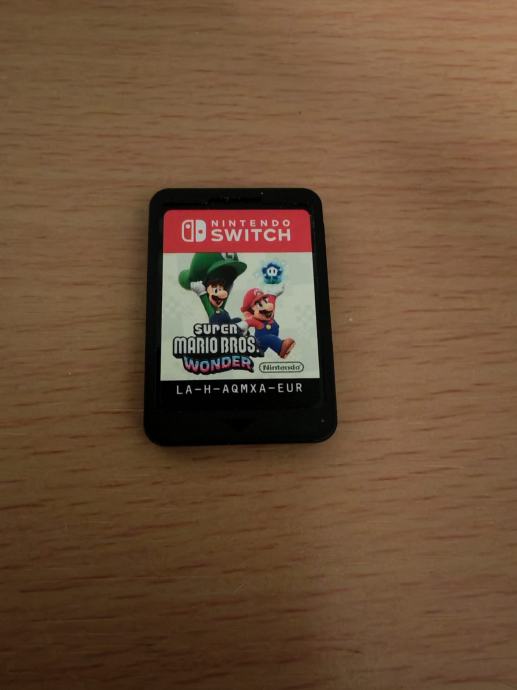 NINTENDO
SWITCH
L
SUPER
MARIO BROS.
WONDER
Nintendo
LA-H-AQMXA-EUR